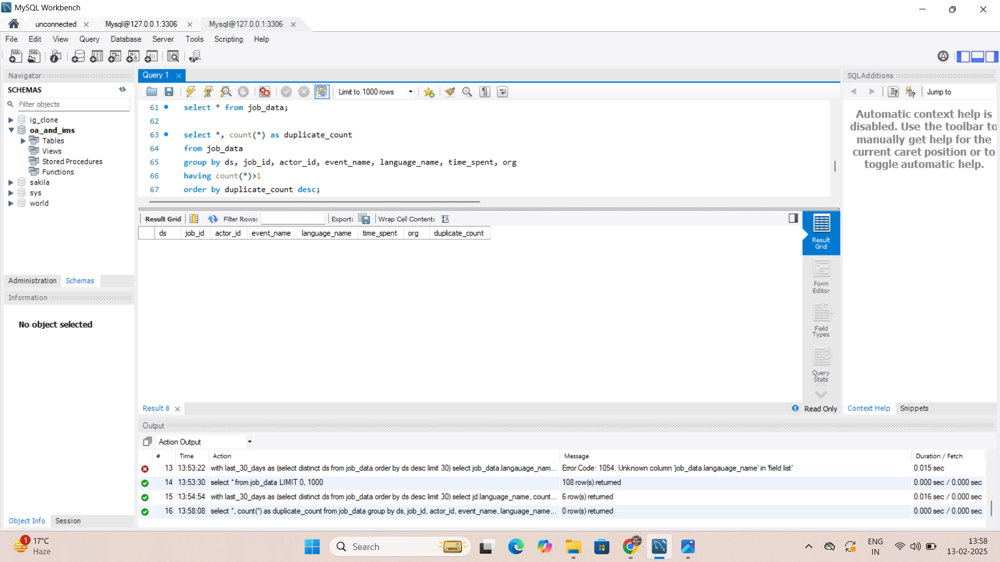 MySQL Workbench
unconnected
Mysql@127.0.0.1:3306
Mysql@127.0.0.1:3306
File Edit View Query Database Server Tools Scripting Help
Navigator
SCHEMAS
Filter objects
ig_clone
oa_and_ims
Tables
Views
Stored Procedures
Functions
sakila
sys
world
Administration Schemas
Information
No object selected
Object Info Session
Query 1
Limit to 1000 rows
61 select * from job_data;
62
63 select *, count(*) as duplicate_count
64 from job_data
65 group by ds, job_id, actor_id, event_name, language_name, time_spent, org
66 having count(*)>1
67 order by duplicate_count desc;
Result Grid Filter Rows: Export: Wrap Cell Content:
ds job_id actor_id event_name language_name time_spent org duplicate_count
Result
Grid
Form
Editor
Field
Types
Query
Stats
Result 8
Read Only
SQLAdditions
Jump to
Automatic context help is
disabled. Use the toolbar to
manually get help for the
current caret position or to
toggle automatic help.
Context Help Snippets
Output
Action Output
# Time Action Message Duration / Fetch
13 13:53:22 with last_30_days as (select distinct ds from job_data order by ds desc limit 30) select job_data.langauage_nam... Error Code: 1054. Unknown column 'job_data.langauage_name' in 'field list' 0.015 sec
14 13:53:30 select * from job_data LIMIT 0, 1000 108 row(s) returned 0.000 sec / 0.000 sec
15 13:54:54 with last_30_days as (select distinct ds from job_data order by ds desc limit 30) select jd.language_name, count... 6 row(s) returned 0.016 sec / 0.000 sec
16 13:58:08 select *, count(*) as duplicate_count from job_data group by ds, job_id, actor_id, event_name, language_name... 0 row(s) returned 0.000 sec / 0.000 sec
1
17°C
Haze
Search
ENG
IN
13:58
13-02-2025